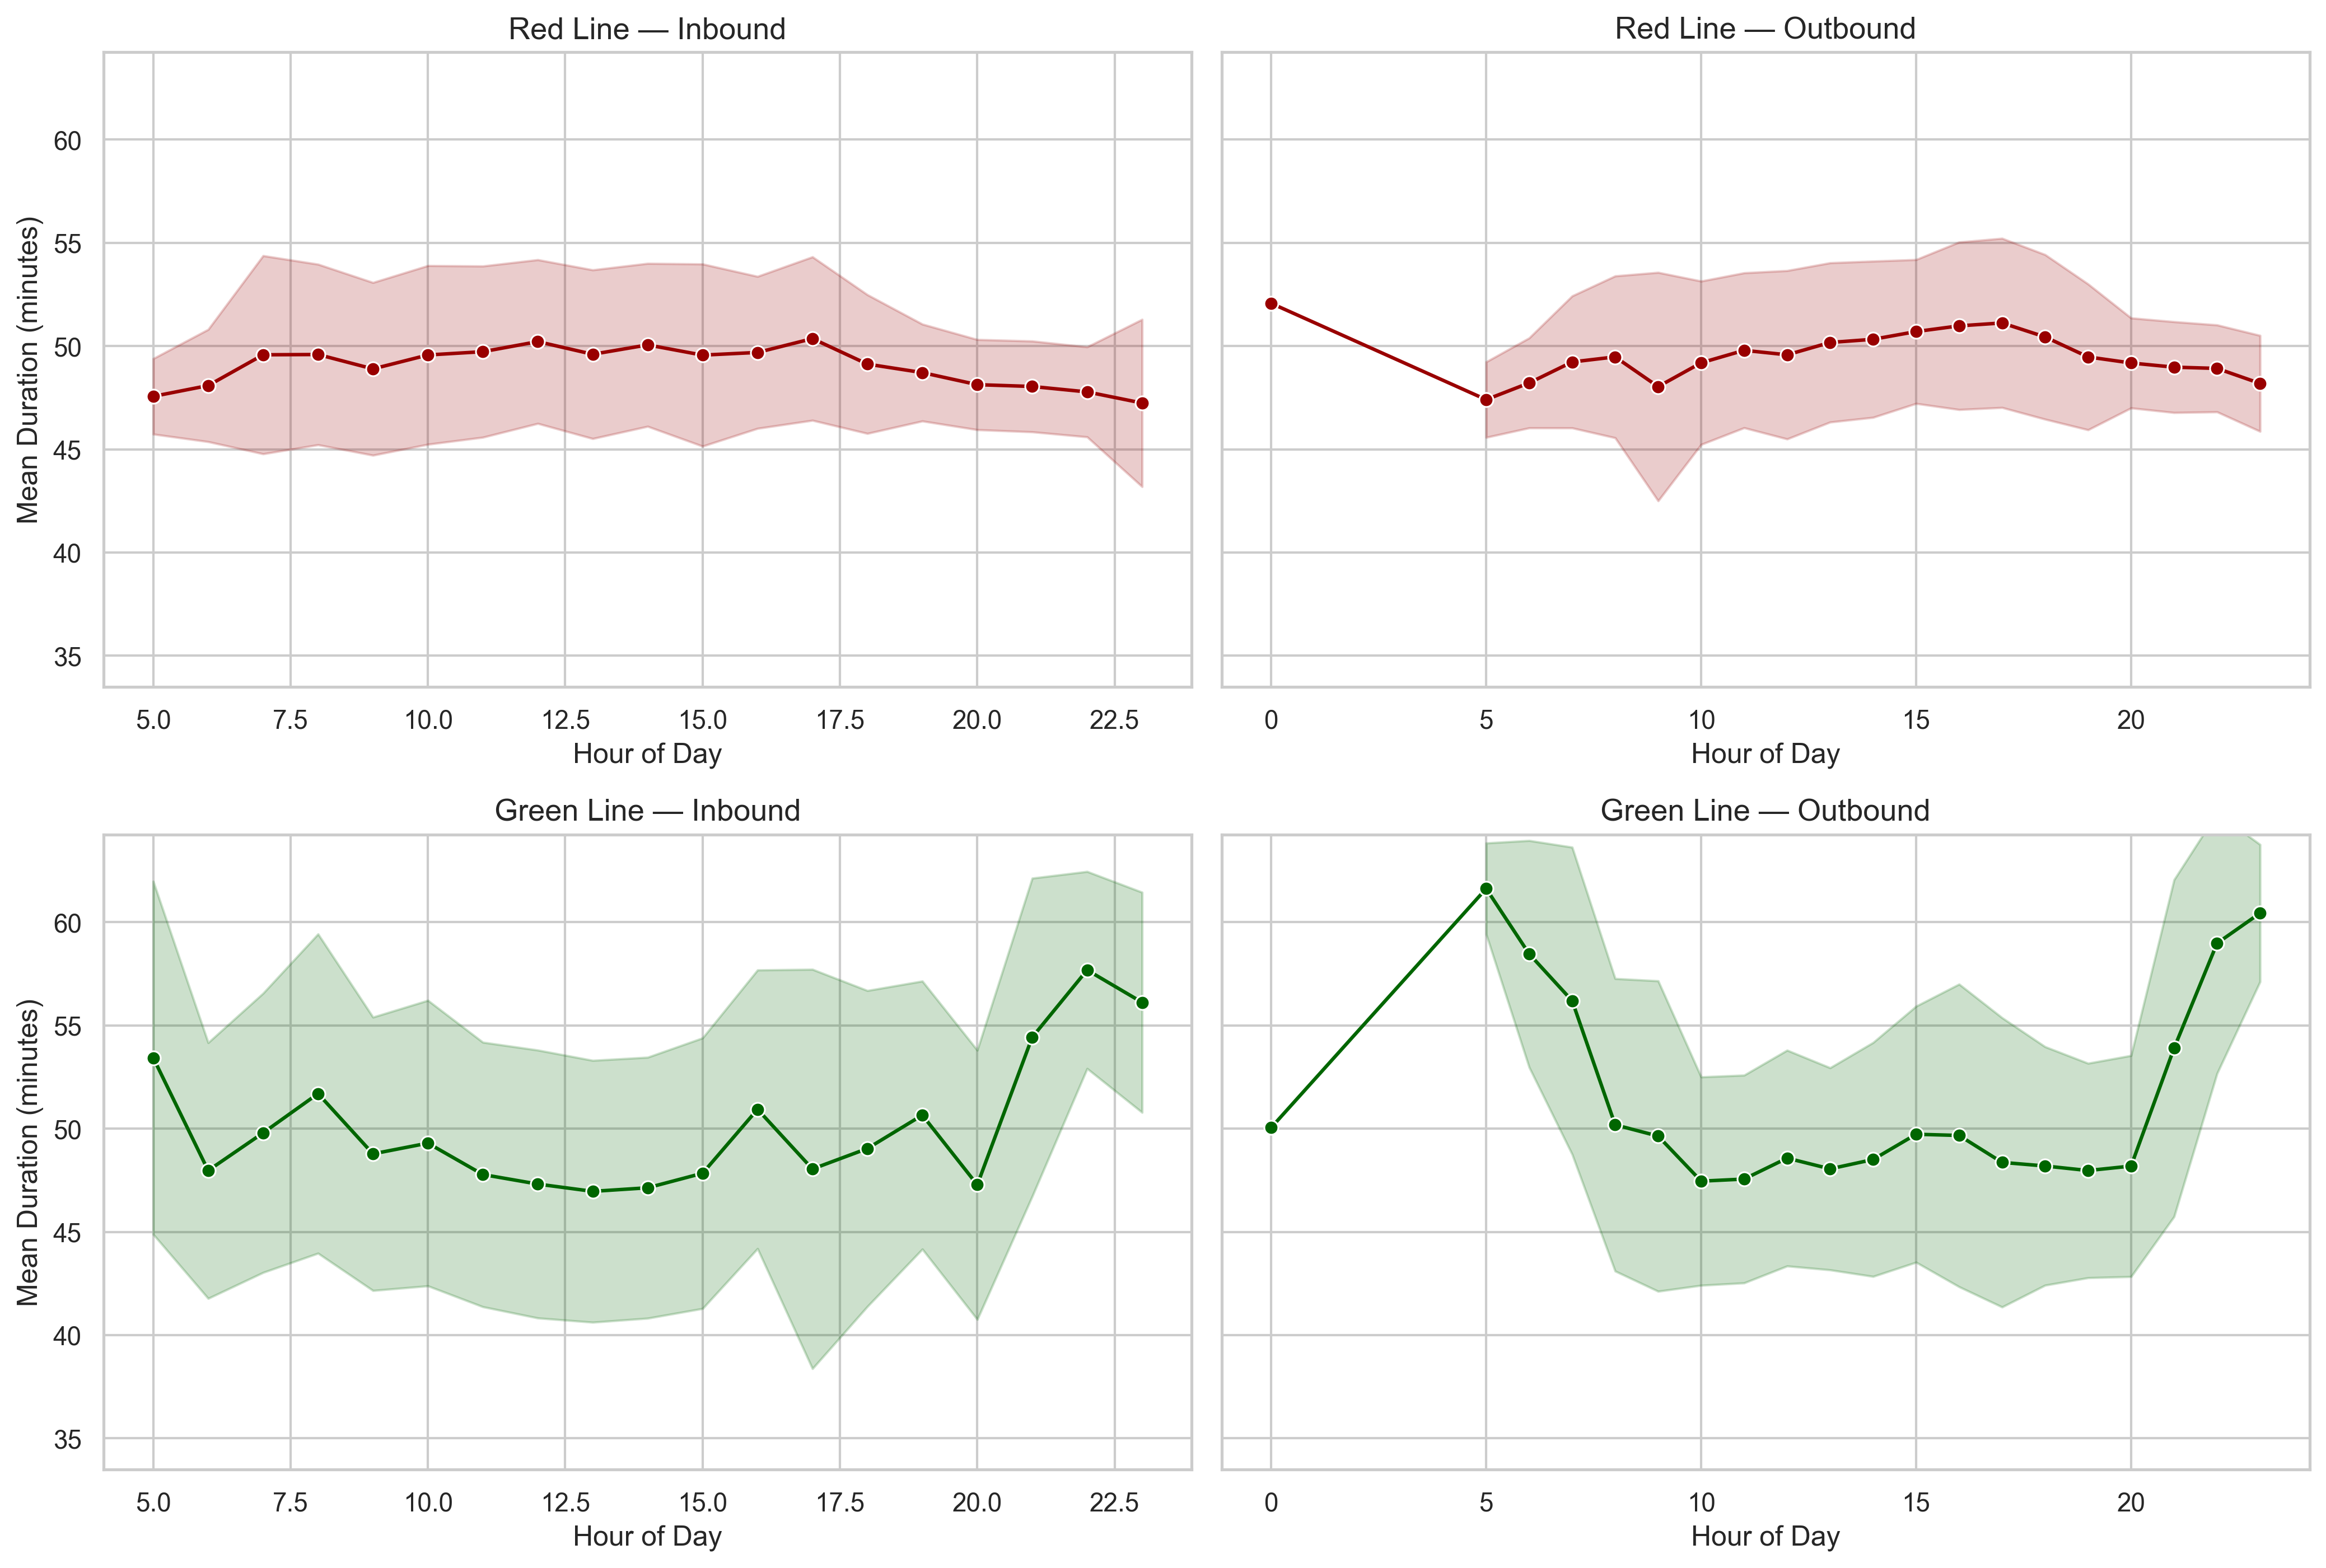 Red Line — Inbound
Red Line — Outbound
Mean Duration (minutes)
60
55
50
45
40
35
5.0 7.5 10.0 12.5 15.0 17.5 20.0 22.5
Hour of Day
0 5 10 15 20
Hour of Day
Green Line — Inbound
Green Line — Outbound
Mean Duration (minutes)
60
55
50
45
40
35
5.0 7.5 10.0 12.5 15.0 17.5 20.0 22.5
Hour of Day
0 5 10 15 20
Hour of Day